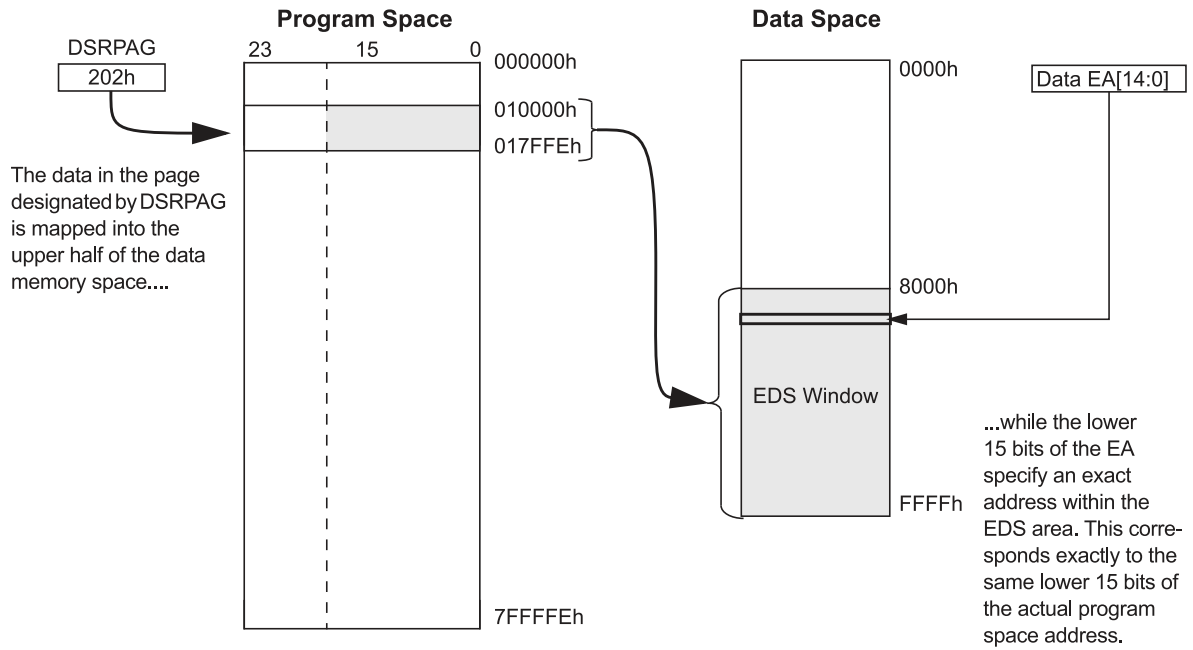 Program Space
Data Space
DSRPAG
202h
23 15 0
000000h
010000h
017FFEh
7FFFFEh
The data in the page
designated by DSRPAG
is mapped into the
upper half of the data
memory space....
0000h
8000h
EDS Window
FFFFh
Data EA[14:0]
...while the lower
15 bits of the EA
specify an exact
address within the
EDS area. This corre-
sponds exactly to the
same lower 15 bits of
the actual program
space address.